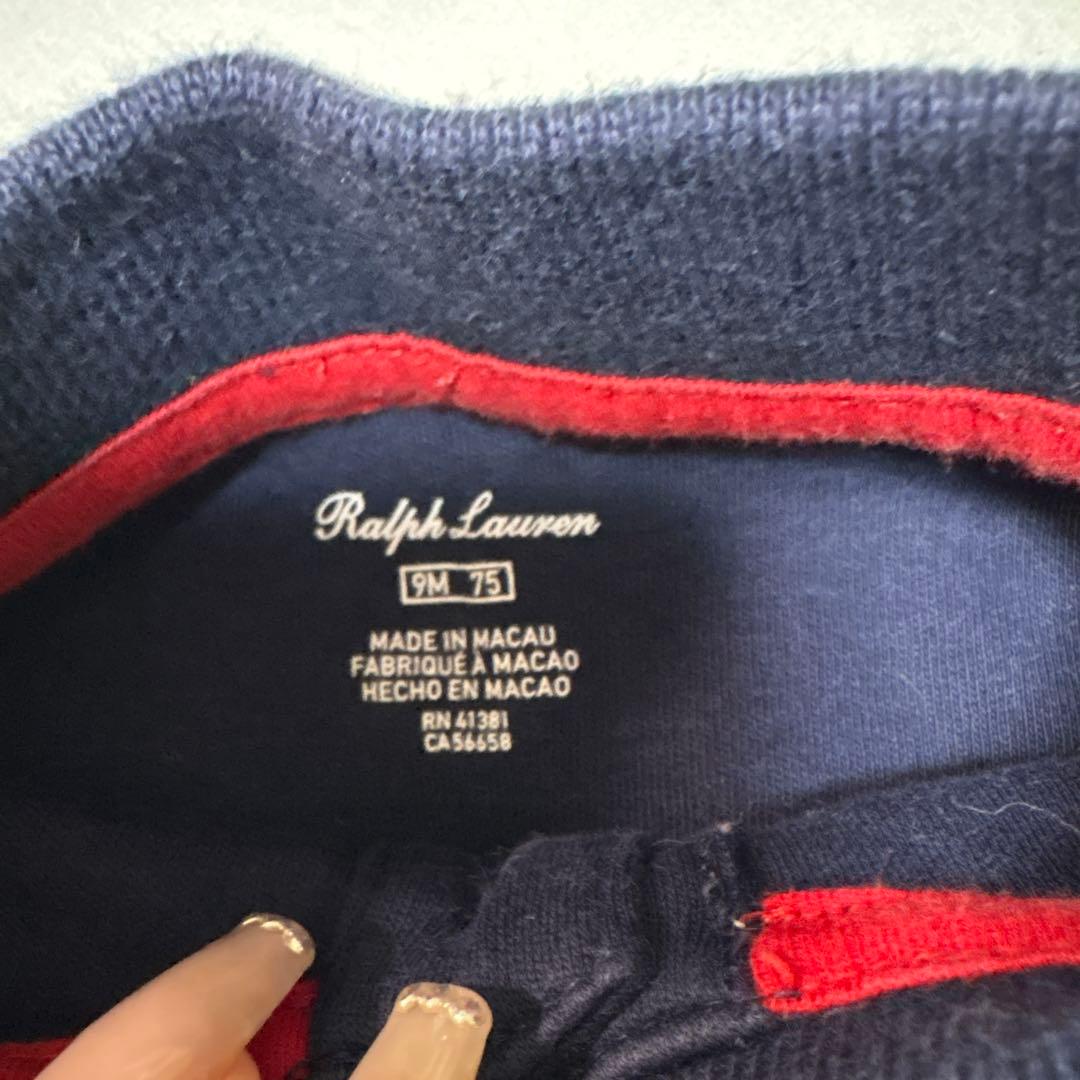 Ralph Lauren
9M 75
MADE IN MACAU
FABRIQUÉ À MACAO
HECHO EN MACAO
RN 41381
CA56658